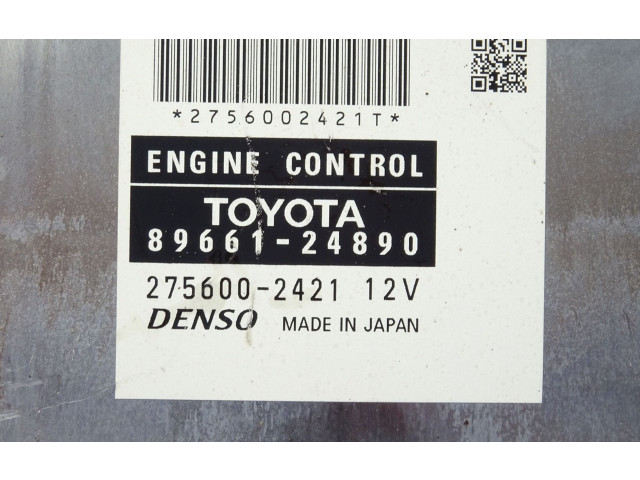 *2756002421T*
ENGINE CONTROL
TOYOTA
89661-24890
275600-2421 12V
DENSO MADE IN JAPAN